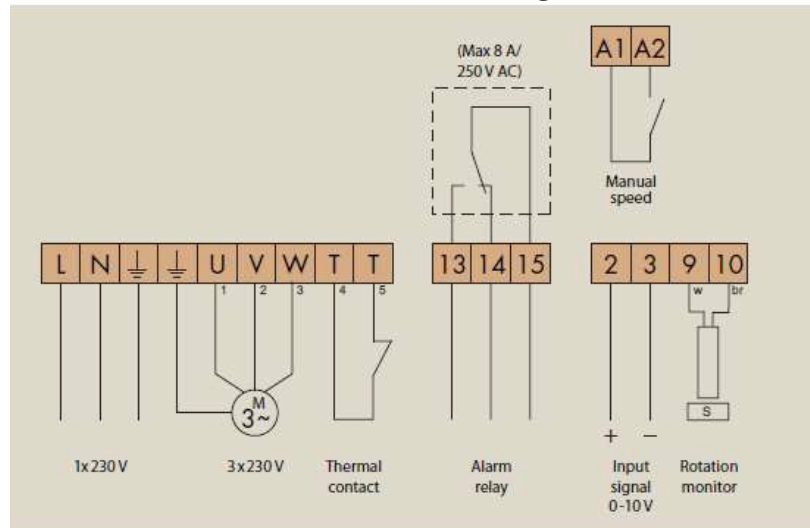 (Max 8 A/
250 V AC)
A1 A2
Manual
speed
L N U V W T T
1 2 3 4 5
13 14 15
2 3 9 10
w br
M
3~
S
+ −
1x 230 V
3 x 230 V
Thermal
contact
Alarm
relay
Input
signal
0-10 V
Rotation
monitor